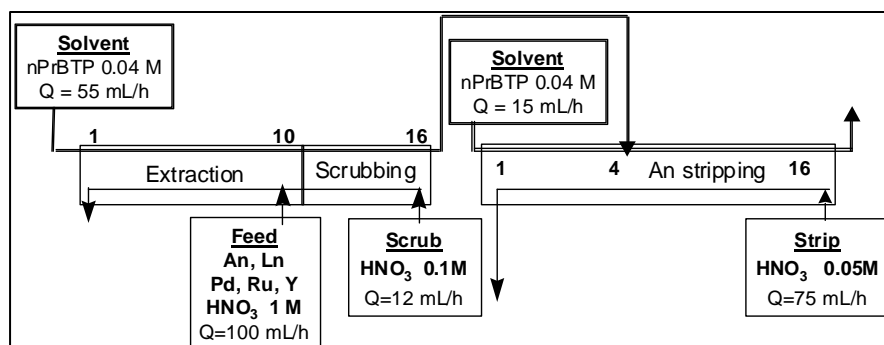 Solvent
nPrBTP 0.04 M
Q = 55 mL/h
Solvent
nPrBTP 0.04 M
Q = 15 mL/h
1 10 16
Extraction Scrubbing
1 4 An stripping 16
Feed
An, Ln
Pd, Ru, Y
HNO₃ 1 M
Q=100 mL/h
Scrub
HNO₃ 0.1M
Q=12 mL/h
Strip
HNO₃ 0.05M
Q=75 mL/h